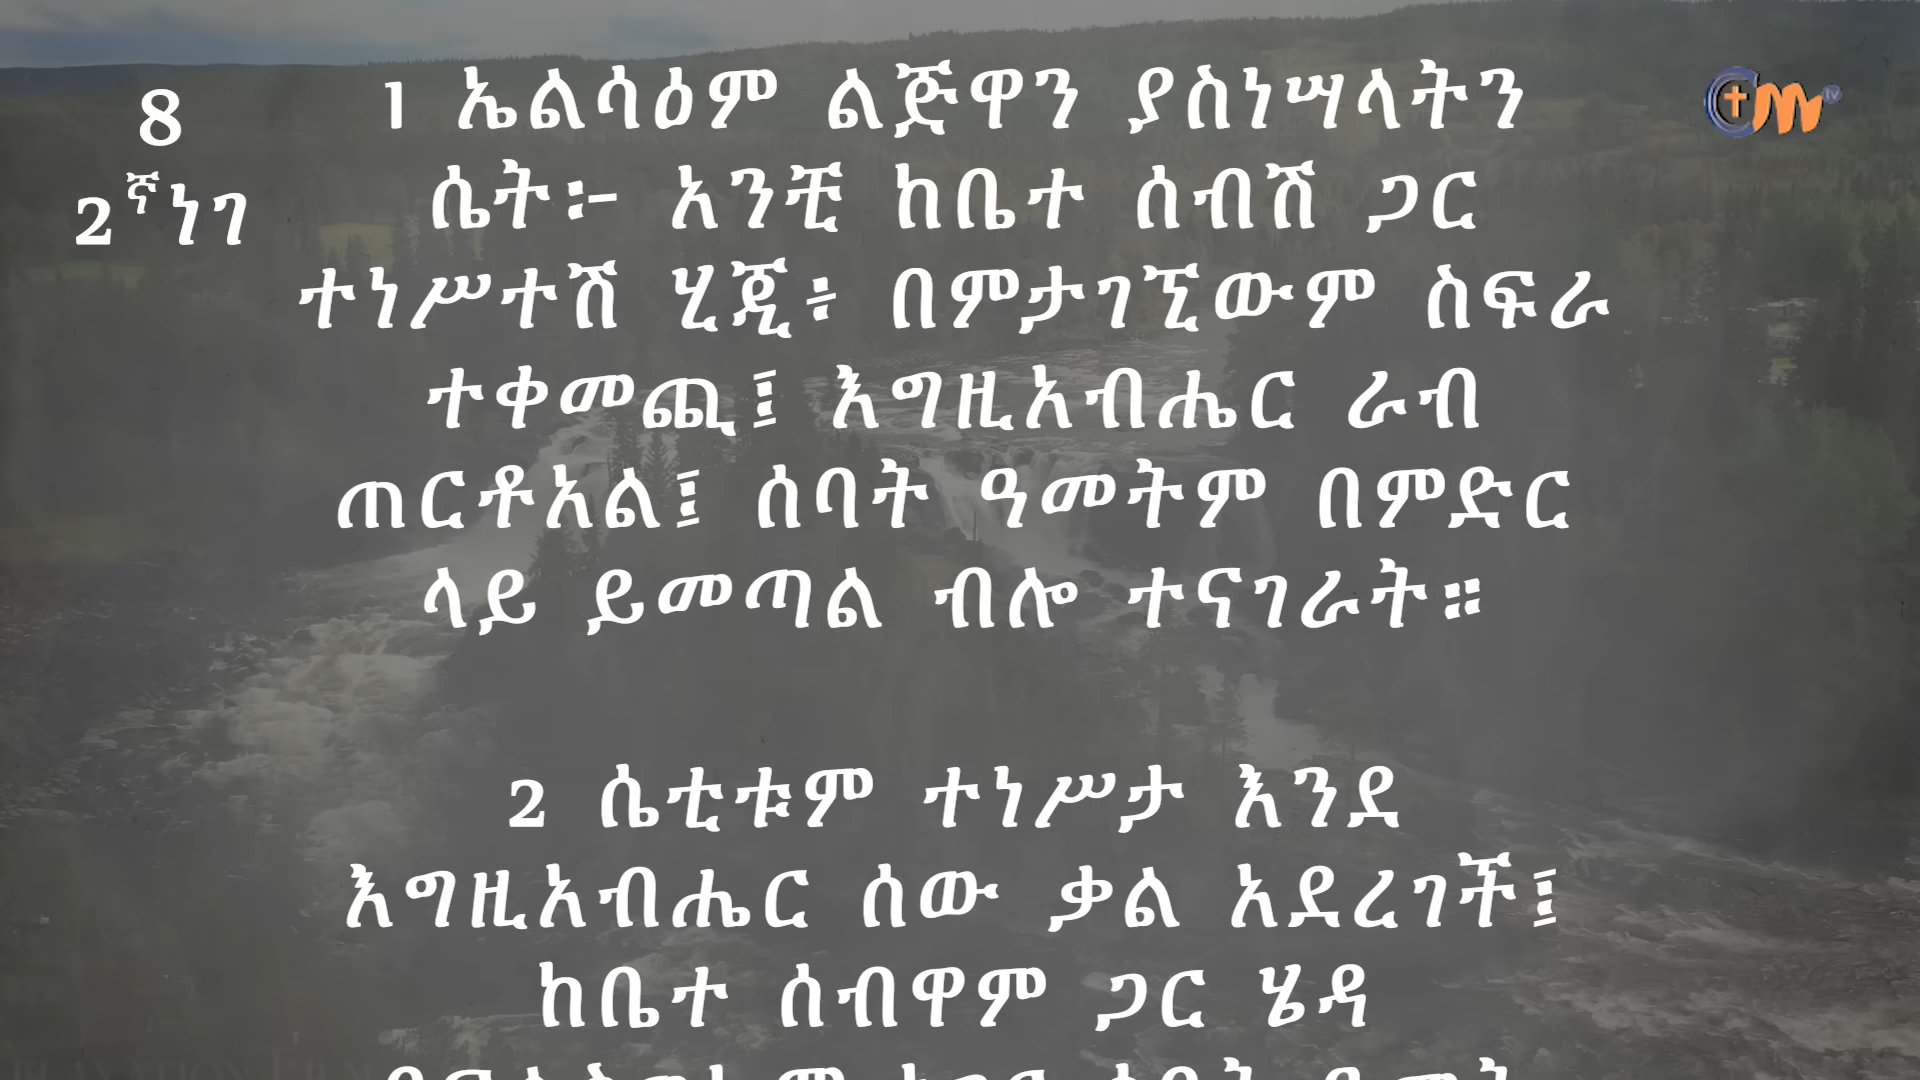 8
2ኛነገ
1 ኤልሳዕም ልጅዋን ያስነሣላትን
ሴት፦ አንቺ ከቤተ ሰብሽ ጋር
ተነሥተሽ ሂጂ፥ በምታገኚውም ስፍራ
ተቀመጪ፤ እግዚአብሔር ራብ
ጠርቶአል፤ ሰባት ዓመትም በምድር
ላይ ይመጣል ብሎ ተናገራት።
2 ሴቲቱም ተነሥታ እንደ
እግዚአብሔር ሰው ቃል አደረገች፤
ከቤተ ሰብዋም ጋር ሄዳ